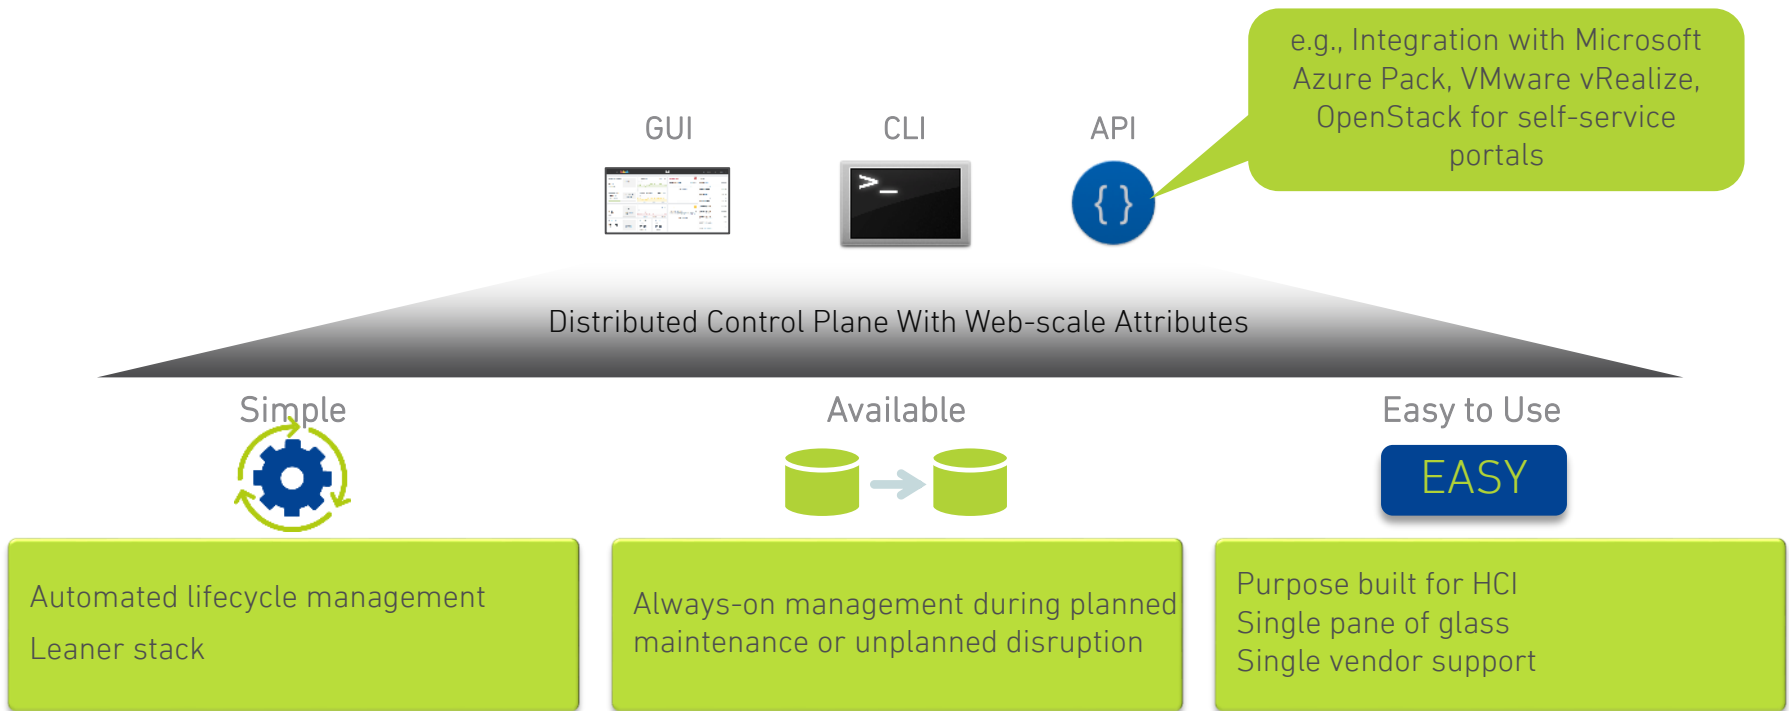 e.g., Integration with Microsoft
Azure Pack, VMware vRealize,
OpenStack for self-service
portals
GUI
CLI
API
>_
{ }
Distributed Control Plane With Web-scale Attributes
Simple
Available
Easy to Use
EASY
Automated lifecycle management
Leaner stack
Always-on management during planned
maintenance or unplanned disruption
Purpose built for HCI
Single pane of glass
Single vendor support